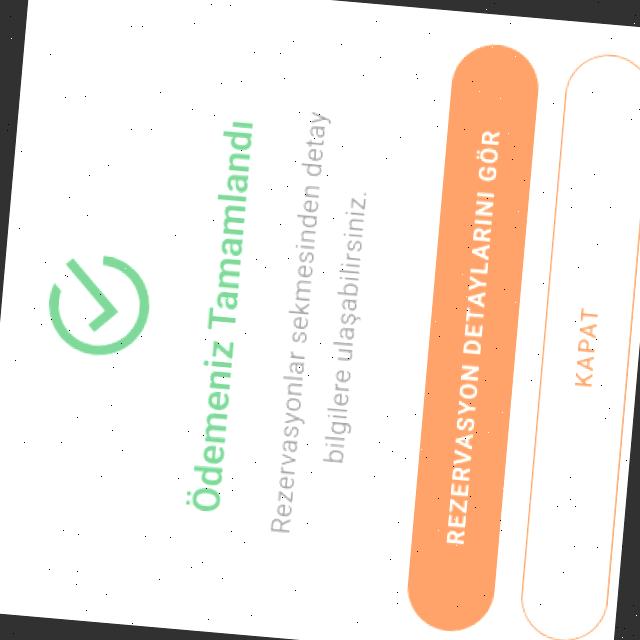 Ödemeniz Tamamlandı
Rezervasyonlar sekmesinden detay
bilgilere ulaşabilirsiniz.
REZERVASYON DETAYLARINI GÖR
KAPAT